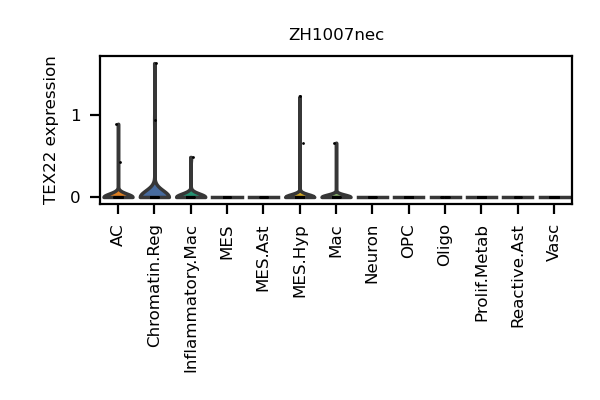 ZH1007nec
TEX22 expression
1
0
AC
Chromatin.Reg
Inflammatory.Mac
MES
MES.Ast
MES.Hyp
Mac
Neuron
OPC
Oligo
Prolif.Metab
Reactive.Ast
Vasc